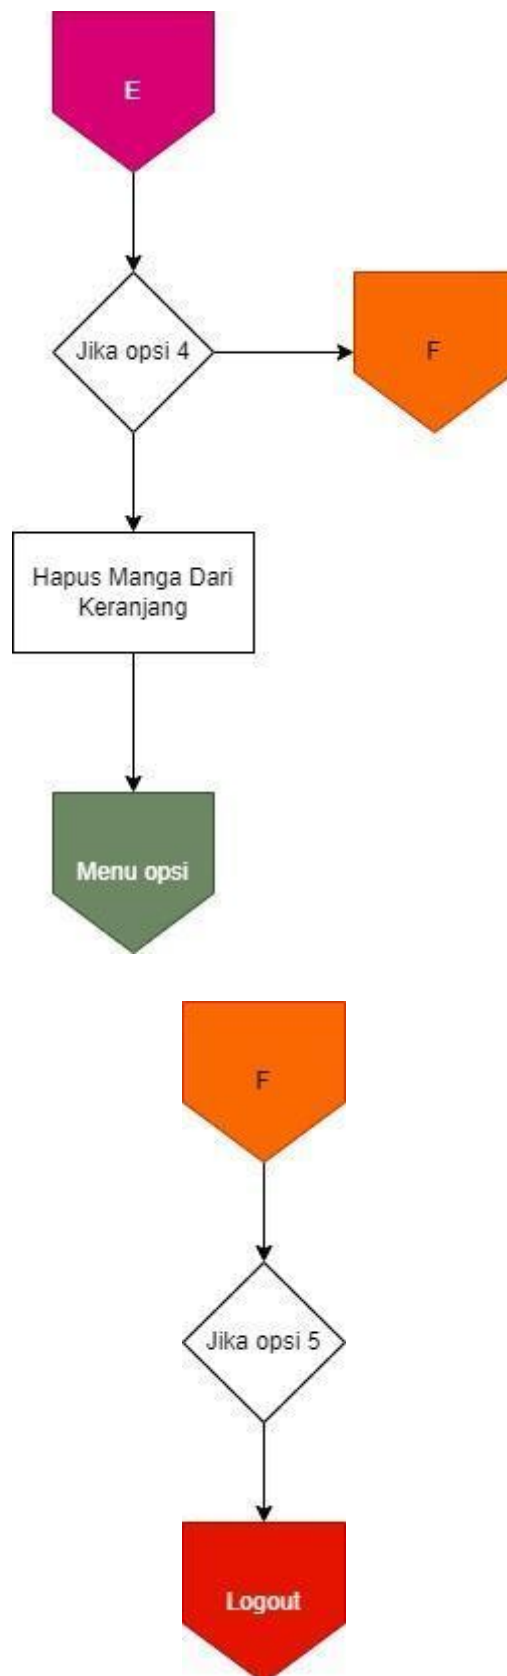 E
Jika opsi 4
F
Hapus Manga Dari
Keranjang
Menu opsi
F
Jika opsi 5
Logout